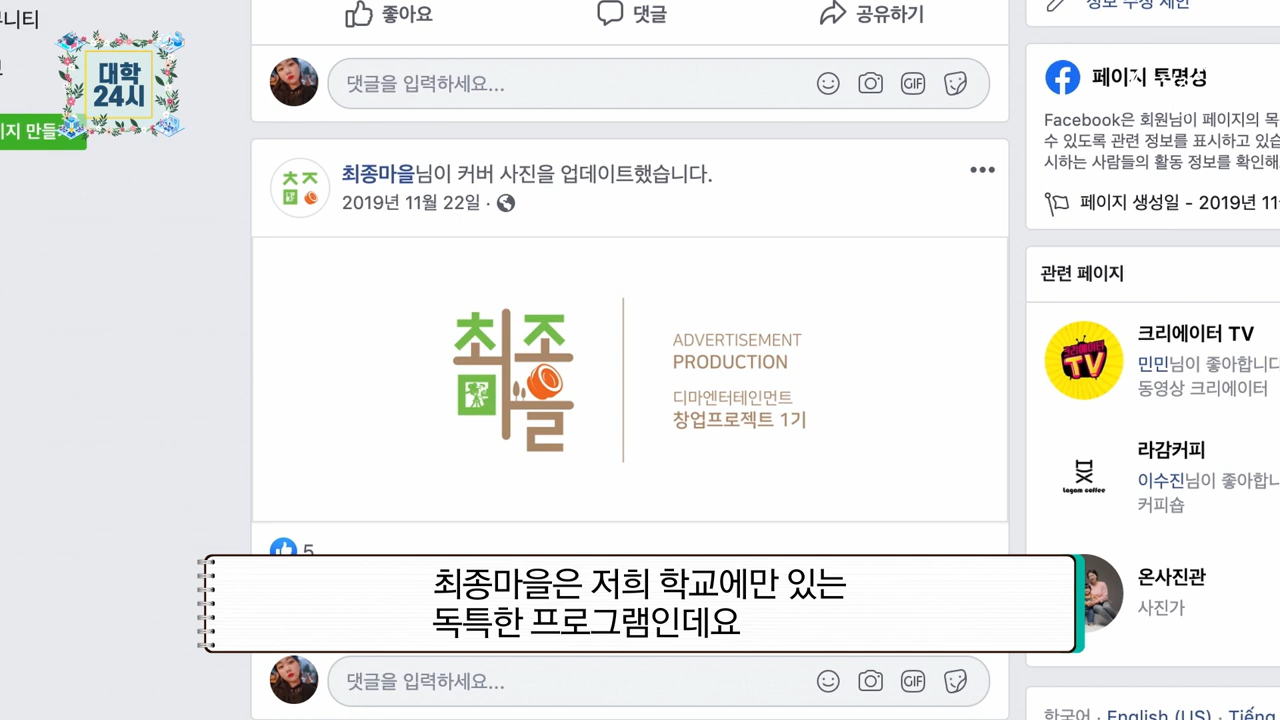 뮤니티
좋아요
댓글
공유하기
정보 수정 제안
대학
24시
댓글을 입력하세요...
GIF
이지 만들
페이지 투명성
Facebook은 회원님이 페이지의 목
수 있도록 관련 정보를 표시하고 있습
시하는 사람들의 활동 정보를 확인해
페이지 생성일 - 2019년 11
최종마을님이 커버 사진을 업데이트했습니다.
2019년 11월 22일 ·
최종
마을
ADVERTISEMENT
PRODUCTION
디마엔터테인먼트
창업프로젝트 1기
관련 페이지
크리에이터 TV
민민님이 좋아합니다
동영상 크리에이터
라감커피
이수진님이 좋아합니
커피숍
lagam coffee
온사진관
사진가
5
최종마을은 저희 학교에만 있는
독특한 프로그램인데요
댓글을 입력하세요...
GIF
한국어 · English (US) · Tiếng